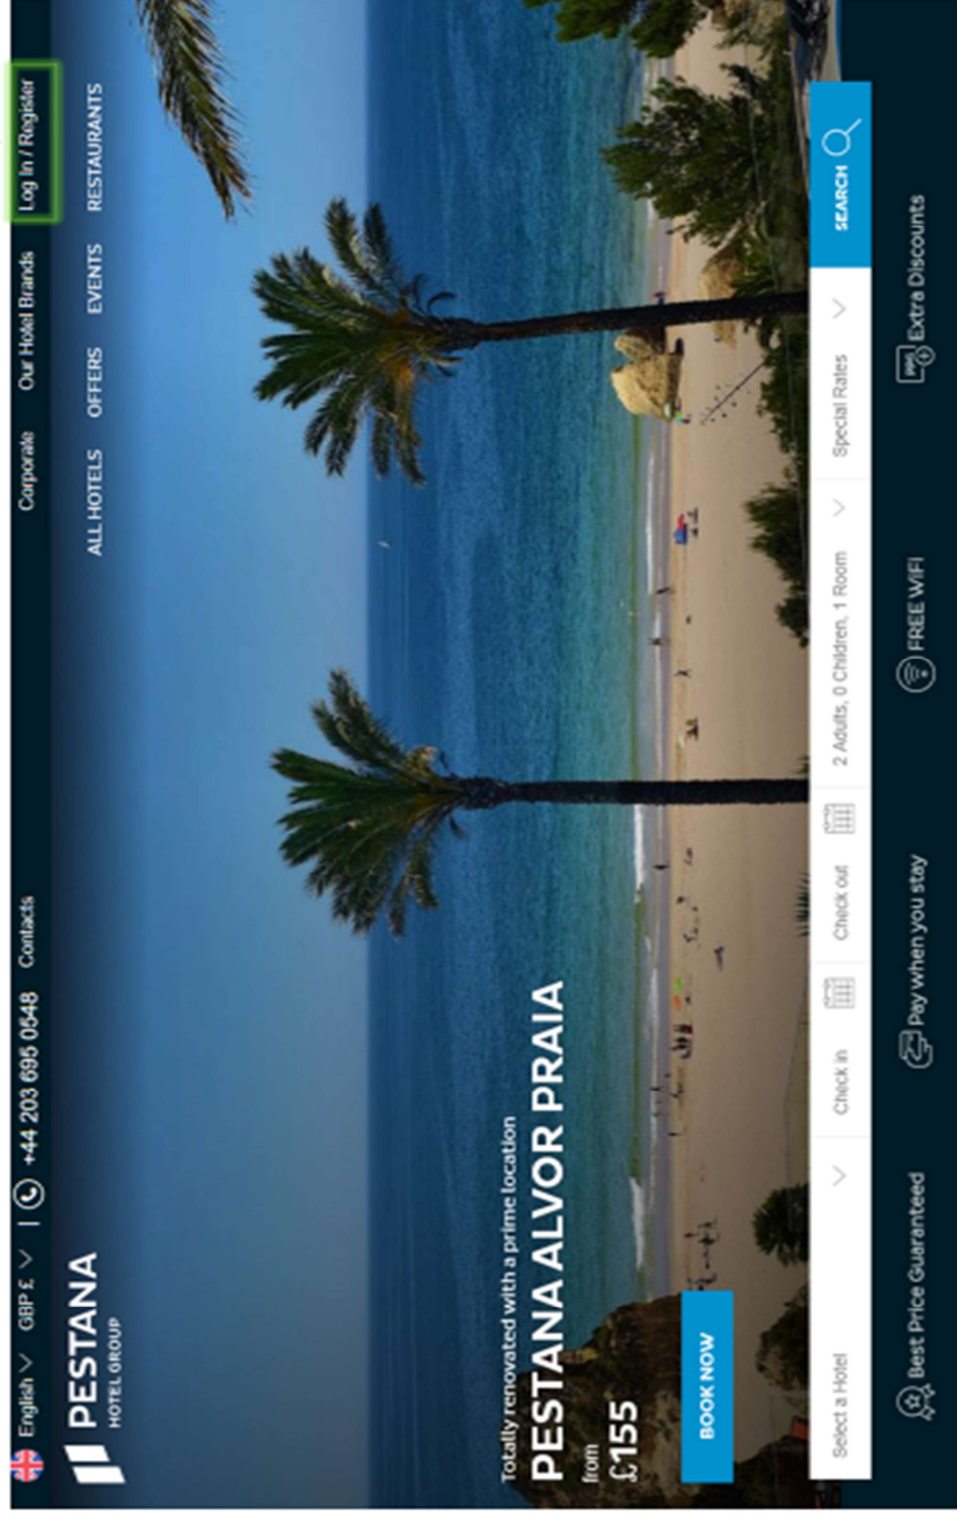 English GBP £ | +44 203 695 0548 Contacts Corporate Our Hotel Brands Log In / Register
PESTANA
HOTEL GROUP
ALL HOTELS OFFERS EVENTS RESTAURANTS
Totally renovated with a prime location
PESTANA ALVOR PRAIA
from
£155
BOOK NOW
Select a Hotel Check in Check out 2 Adults, 0 Children, 1 Room Special Rates SEARCH
Best Price Guaranteed Pay when you stay FREE WiFi Extra Discounts